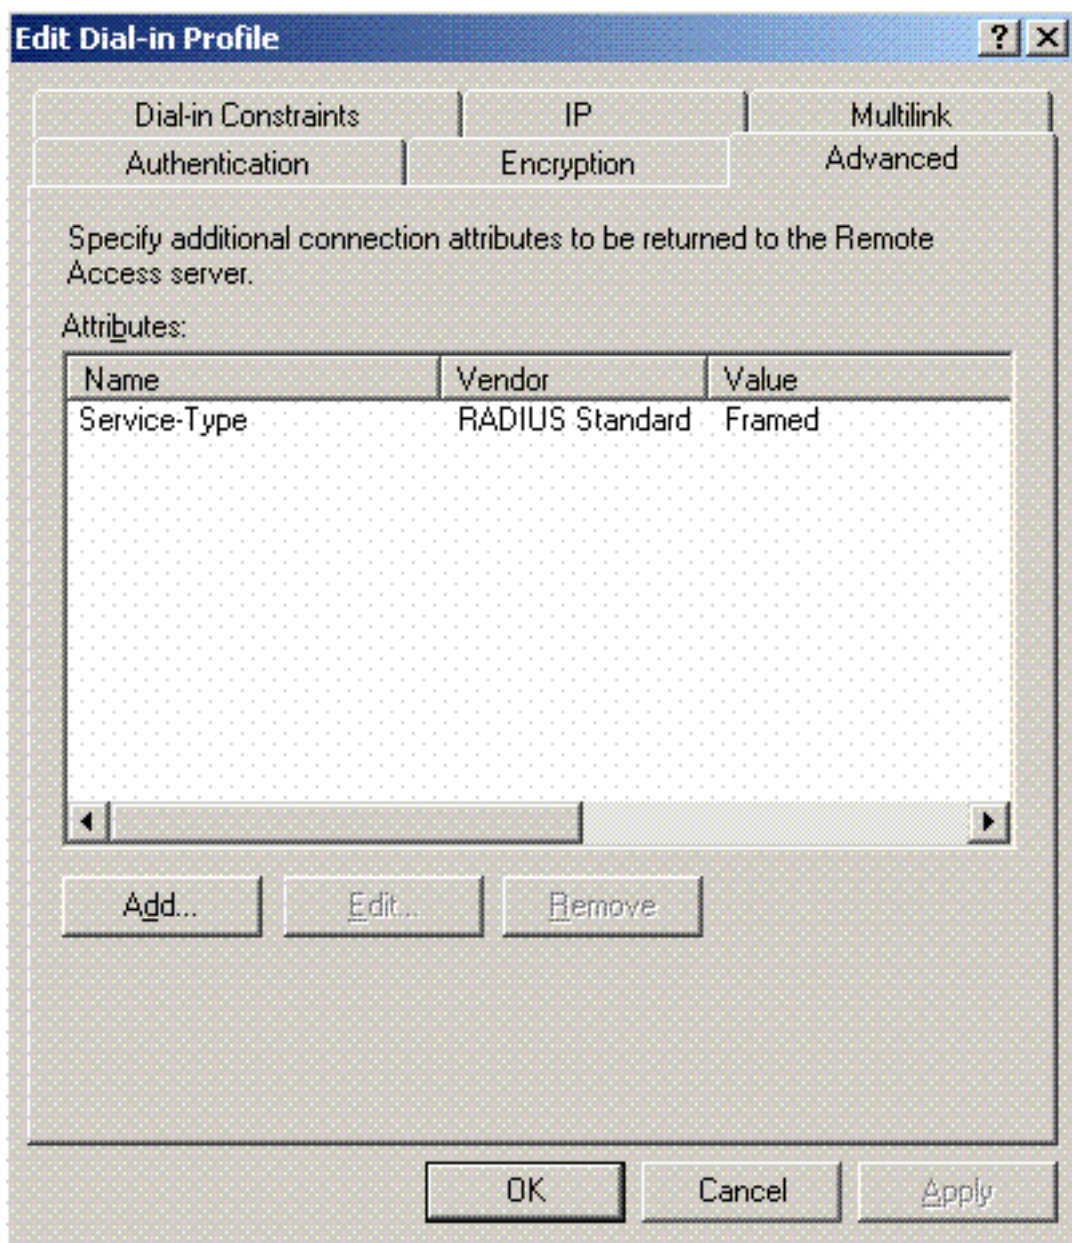 Edit Dial-in Profile
Dial-in Constraints IP Multilink
Authentication Encryption Advanced
Specify additional connection attributes to be returned to the Remote
Access server.
Attributes:
Name Vendor Value
Service-Type RADIUS Standard Framed
Add... Edit... Remove
OK Cancel Apply